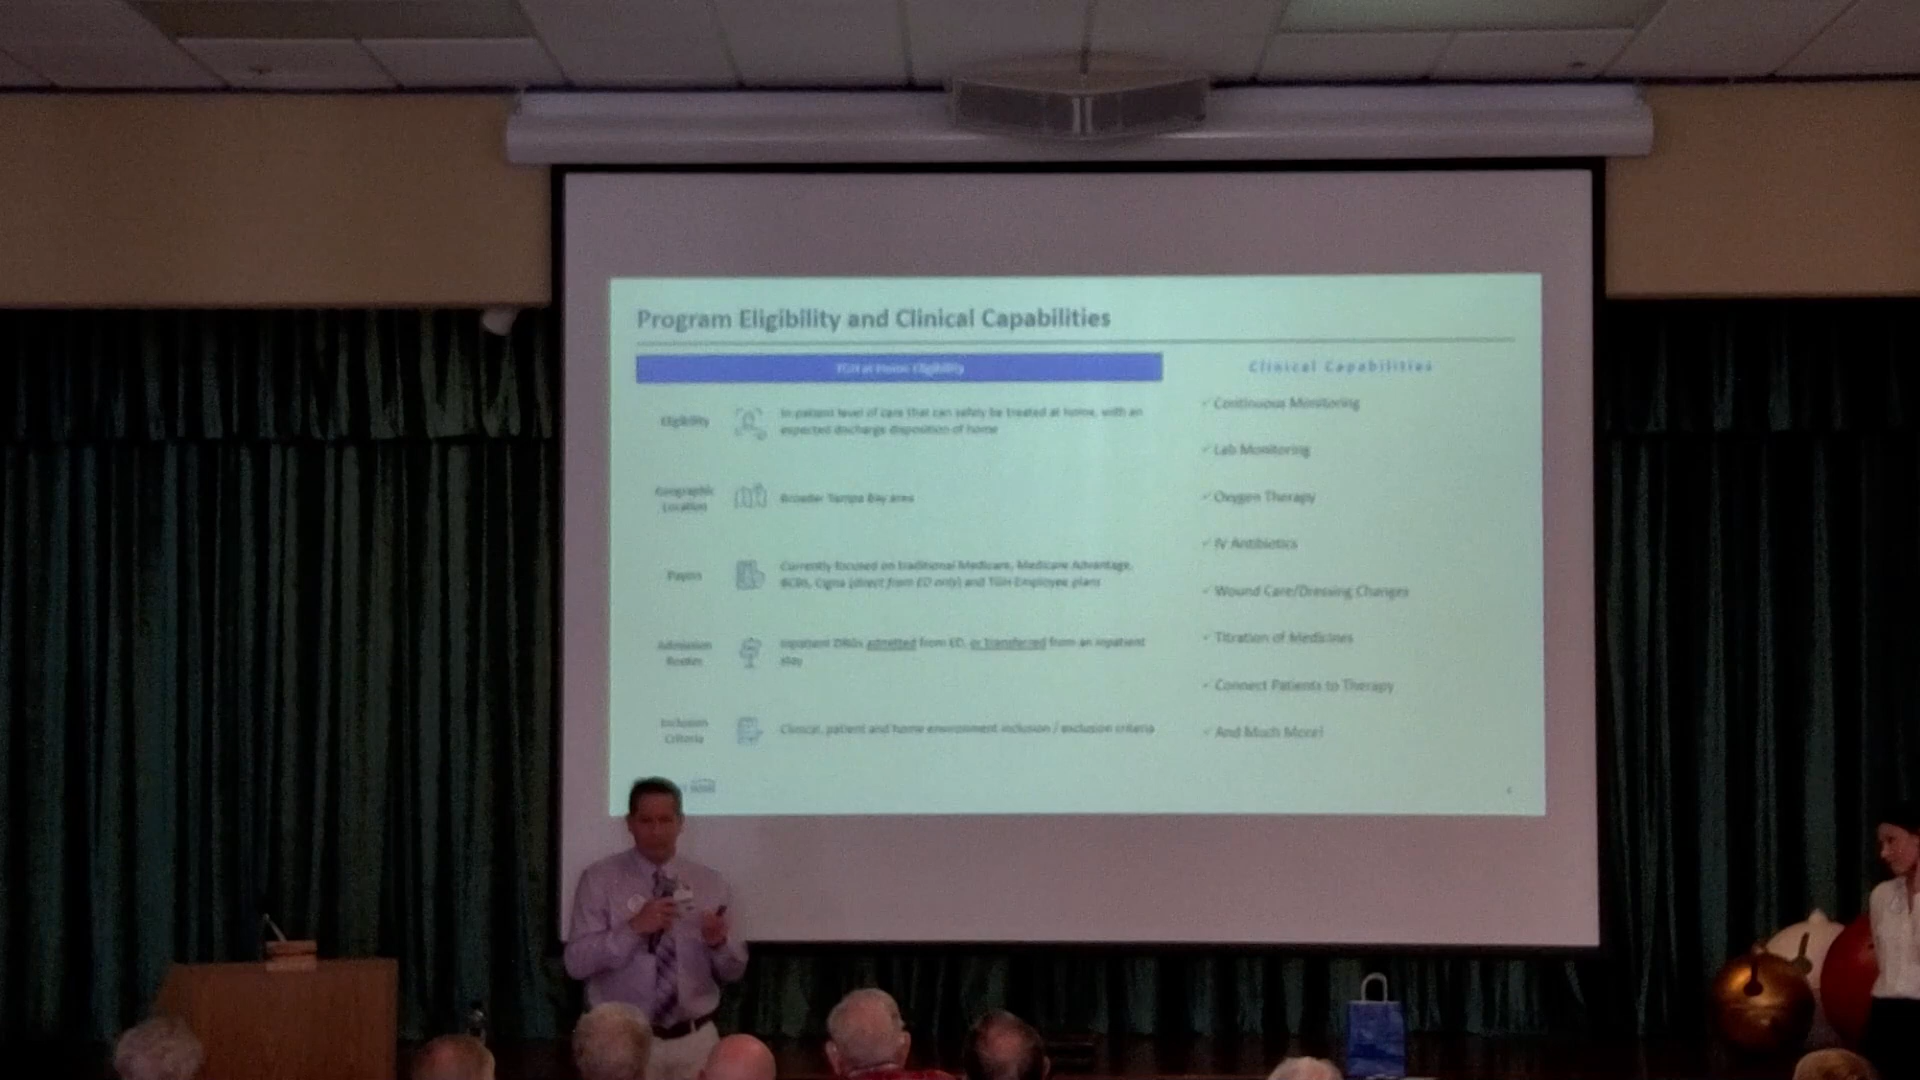 Program Eligibility and Clinical Capabilities
TGH at Home Eligibility
Eligibility
In-patient level of care that can safely be treated at home, with an
expected discharge disposition of home
Geographic
Location
Broader Tampa Bay area
Payors
Currently focused on traditional Medicare, Medicare Advantage,
BCBS, Cigna (direct from ED only) and TGH Employee plans
Admission
Routes
Inpatient DRGs admitted from ED, or transferred from an inpatient
stay
Inclusion
Criteria
Clinical, patient and home environment inclusion / exclusion criteria
Clinical Capabilities
✓ Continuous Monitoring
✓ Lab Monitoring
✓ Oxygen Therapy
✓ IV Antibiotics
✓ Wound Care/Dressing Changes
✓ Titration of Medicines
✓ Connect Patients to Therapy
✓ And Much More!